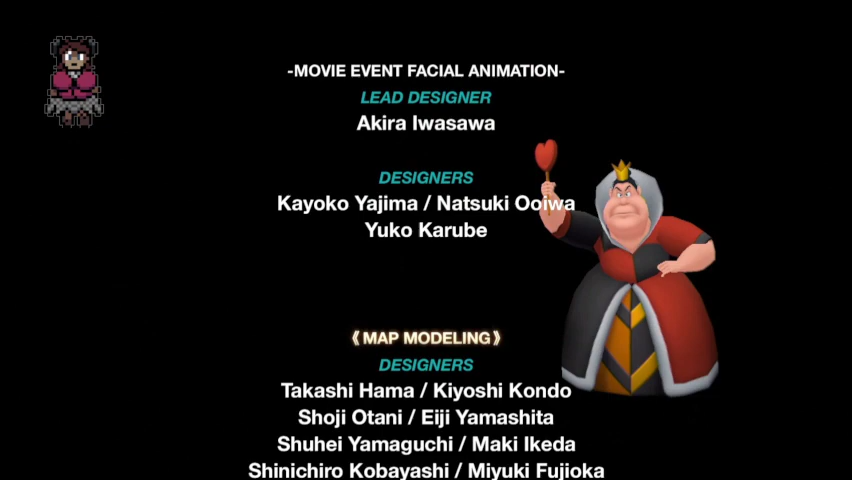 -MOVIE EVENT FACIAL ANIMATION-
LEAD DESIGNER
Akira Iwasawa
DESIGNERS
Kayoko Yajima / Natsuki Ooiwa
Yuko Karube
《MAP MODELING》
DESIGNERS
Takashi Hama / Kiyoshi Kondo
Shoji Otani / Eiji Yamashita
Shuhei Yamaguchi / Maki Ikeda
Shinichiro Kobayashi / Miyuki Fujioka